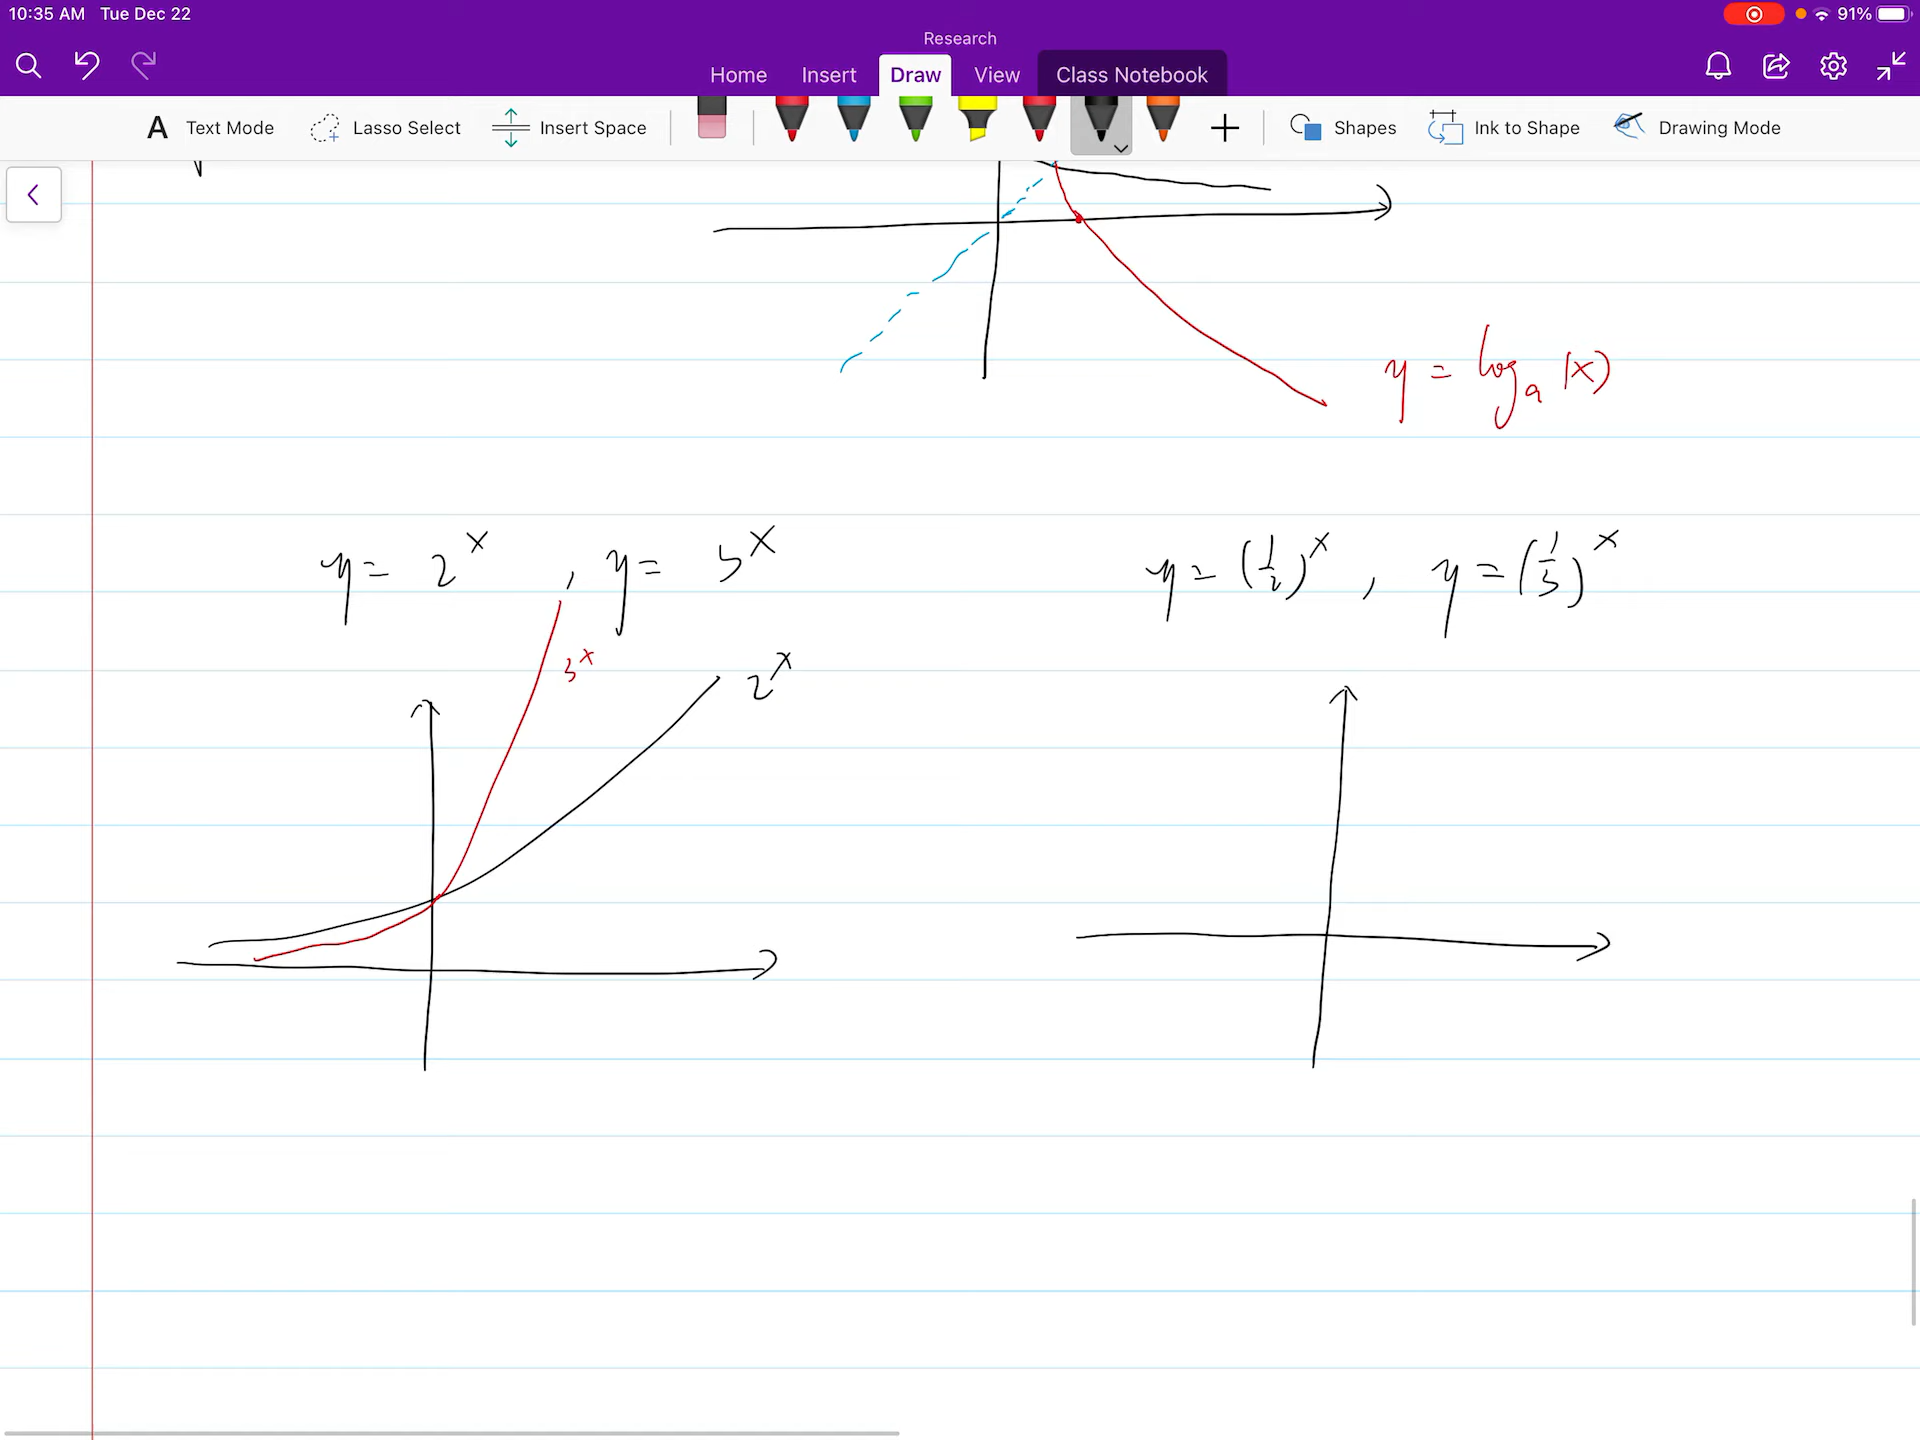 10:35 AM Tue Dec 22 91%
Research
Home Insert Draw View Class Notebook
A Text Mode Lasso Select Insert Space Shapes Ink to Shape Drawing Mode
y = log_a (x)
y = 2^x , y = 3^x
y = (1/2)^x , y = (1/3)^x
3^x
2^x